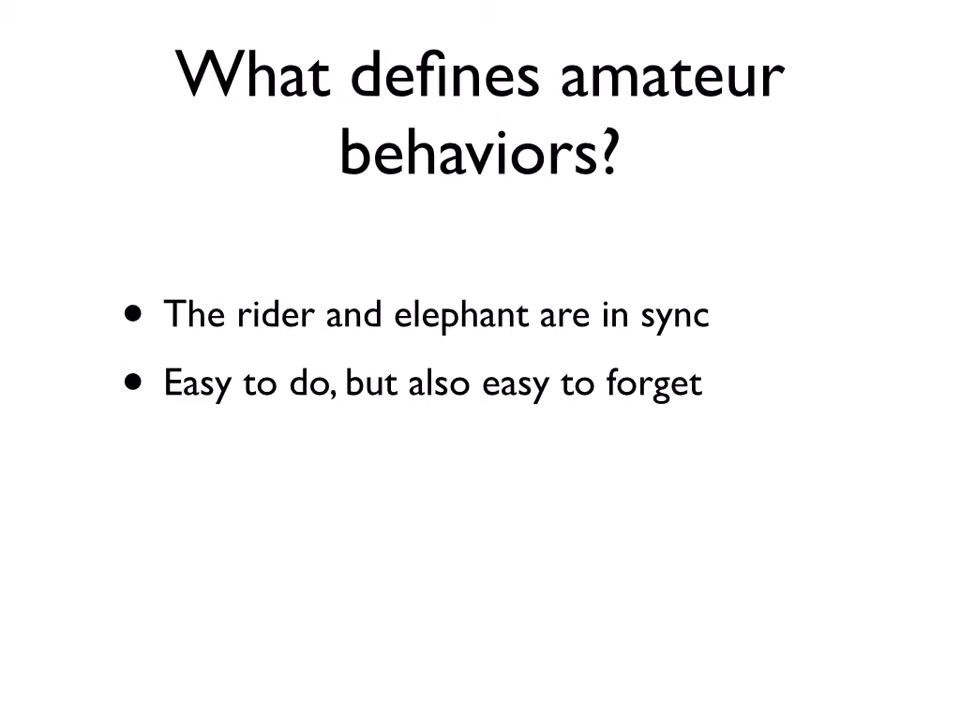 What defines amateur
behaviors?
• The rider and elephant are in sync
• Easy to do, but also easy to forget